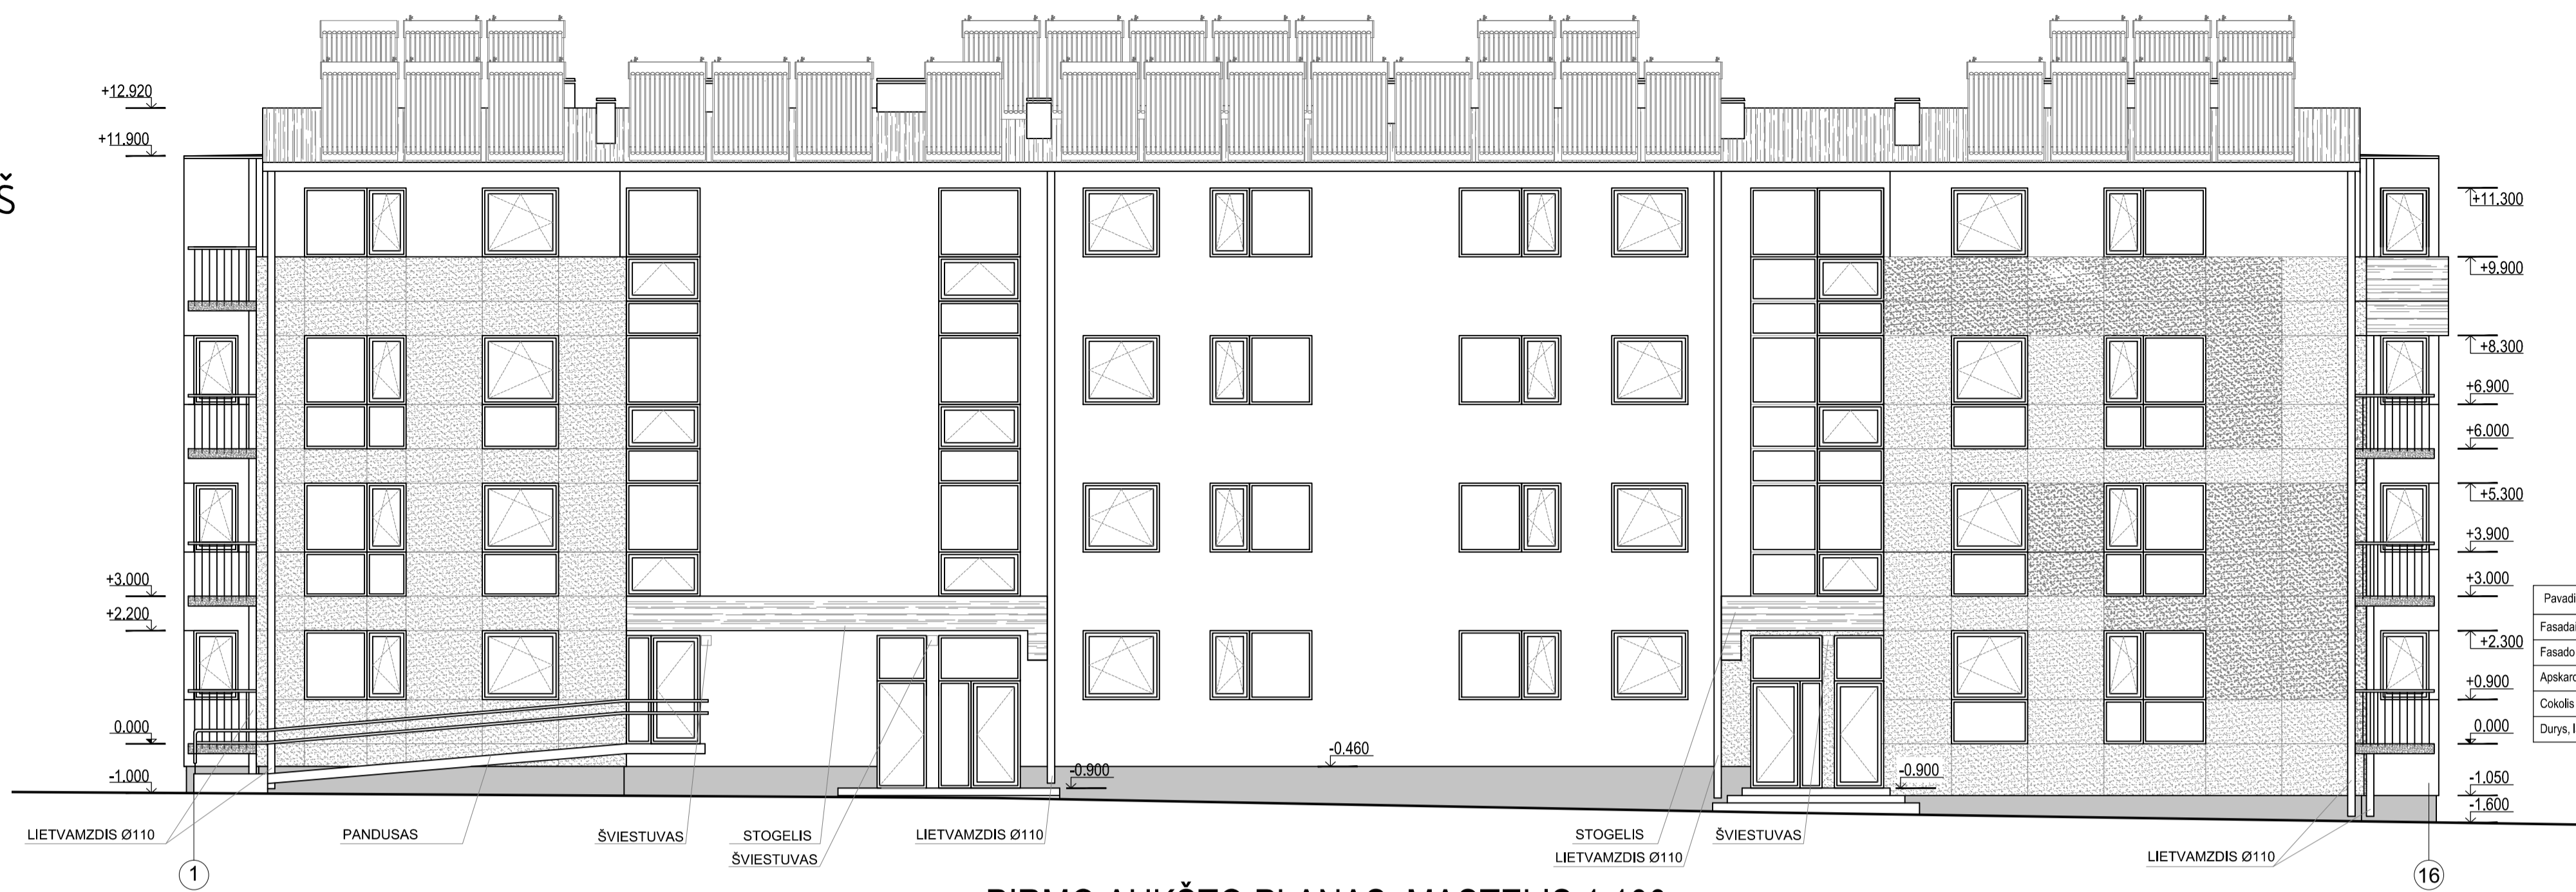 +12.920
+11.900
Š
+11.300
+9.900
+8.300
+6.900
+6.000
+5.300
+3.900
+3.000
+3.000
+2.200
+2.300
+0.900
0.000
0.000
-1.000
-0.460
-0.900
-0.900
-1.050
-1.600
Fasado
Cokolis
LIETVAMZDIS Ø110
PANDUSAS
ŠVIESTUVAS
STOGELIS
ŠVIESTUVAS
LIETVAMZDIS Ø110
STOGELIS
LIETVAMZDIS Ø110
ŠVIESTUVAS
LIETVAMZDIS Ø110
1
16